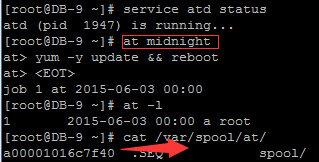 [root@DB-9 ~]# service atd status
atd (pid  1947) is running...
[root@DB-9 ~]# at midnight
at> yum -y update && reboot
at> <EOT>
job 1 at 2015-06-03 00:00
[root@DB-9 ~]# at -l
1       2015-06-03 00:00 a root
[root@DB-9 ~]# cat /var/spool/at/
a00001016c7f40  .SEQ            spool/